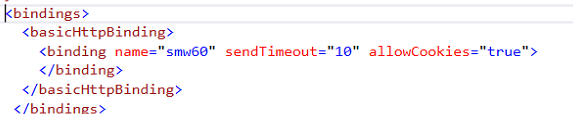 <bindings>
<basicHttpBinding>
<binding name="smw60" sendTimeout="10" allowCookies="true">
</binding>
</basicHttpBinding>
</bindings>